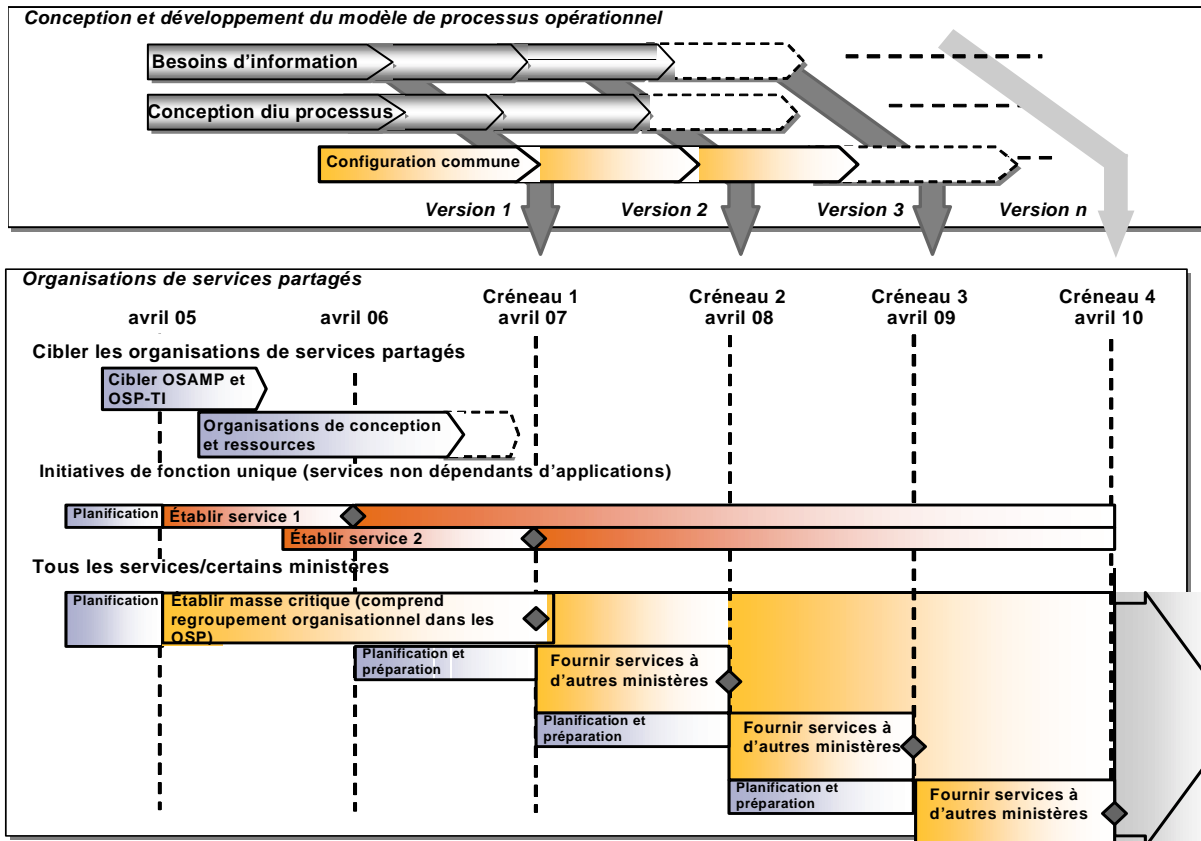 Conception et développement du modèle de processus opérationnel
Besoins d'information
Conception diu processus
Configuration commune
Version 1
Version 2
Version 3
Version n
Organisations de services partagés
avril 05
avril 06
Créneau 1
avril 07
Créneau 2
avril 08
Créneau 3
avril 09
Créneau 4
avril 10
Cibler les organisations de services partagés
Cibler OSAMP et
OSP-TI
Organisations de conception
et ressources
Initiatives de fonction unique (services non dépendants d'applications)
Planification
Établir service 1
Établir service 2
Tous les services/certains ministères
Planification
Établir masse critique (comprend
regroupement organisationnel dans les
OSP)
Planification et
préparation
Fournir services à
d'autres ministères
Planification et
préparation
Fournir services à
d'autres ministères
Planification et
préparation
Fournir services à
d'autres ministères